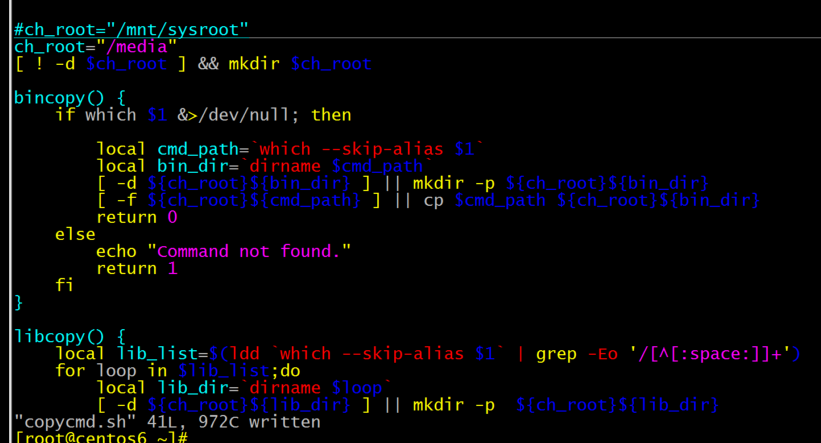 #ch_root="/mnt/sysroot"
ch_root="/media"
[ ! -d $ch_root ] && mkdir $ch_root
bincopy() {
    if which $1 &>/dev/null; then
        local cmd_path=`which --skip-alias $1`
        local bin_dir=`dirname $cmd_path`
        [ -d ${ch_root}${bin_dir} ] || mkdir -p ${ch_root}${bin_dir}
        [ -f ${ch_root}${cmd_path} ] || cp $cmd_path ${ch_root}${bin_dir}
        return 0
    else
        echo "Command not found."
        return 1
    fi
}
libcopy() {
    local lib_list=$(ldd `which --skip-alias $1` | grep -Eo '/[^[:space:]]+')
    for loop in $lib_list;do
        local lib_dir=`dirname $loop`
        [ -d ${ch_root}${lib_dir} ] || mkdir -p  ${ch_root}${lib_dir}
"copycmd.sh" 41L, 972C written
[root@centos6 ~]#